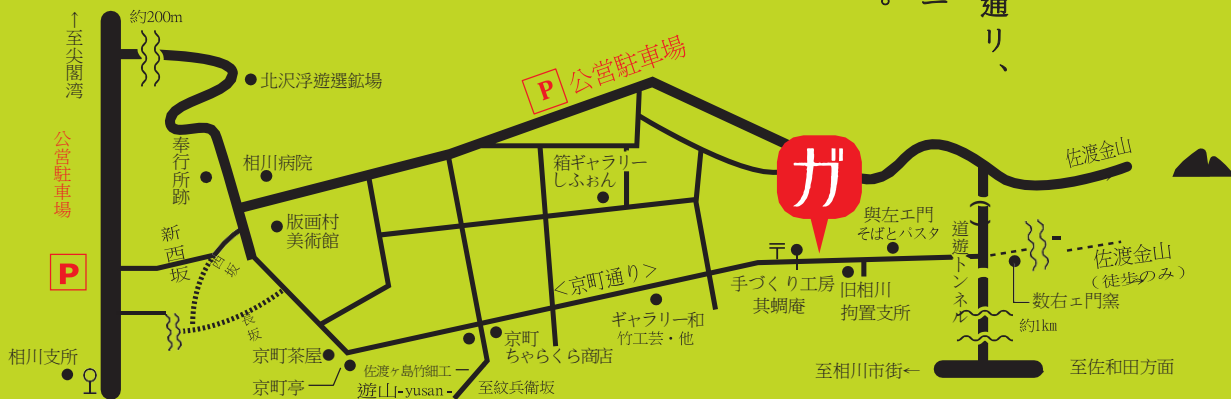 通り、
約200m
↑至尖閣湾
公営駐車場
P
北沢浮遊選鉱場
奉行所跡
相川病院
版画村
美術館
新西坂
西坂
長坂
P 公営駐車場
箱ギャラリー
しふぉん
ガ
佐渡金山
與左エ門
そばとパスタ
道遊トンネル
佐渡金山
(徒歩のみ)
数右ェ門窯
約1km
〒
手づくり工房
其蜩庵
旧相川
拘置支所
<京町通り>
ギャラリー和
竹工芸・他
京町
ちゃらくら商店
京町茶屋
京町亭
佐渡ヶ島竹細工
遊山-yusan-
至紋兵衛坂
相川支所
至相川市街←
至佐和田方面